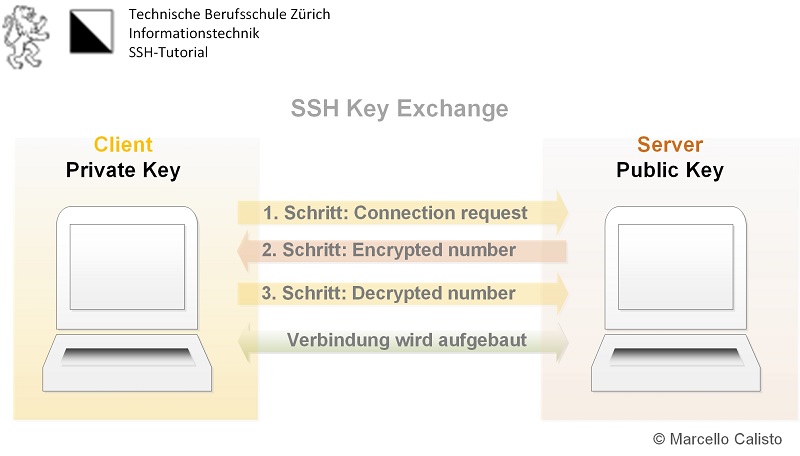 Technische Berufsschule Zürich
Informationstechnik
SSH-Tutorial
SSH Key Exchange
Client
Private Key
Server
Public Key
1. Schritt: Connection request
2. Schritt: Encrypted number
3. Schritt: Decrypted number
Verbindung wird aufgebaut
© Marcello Calisto